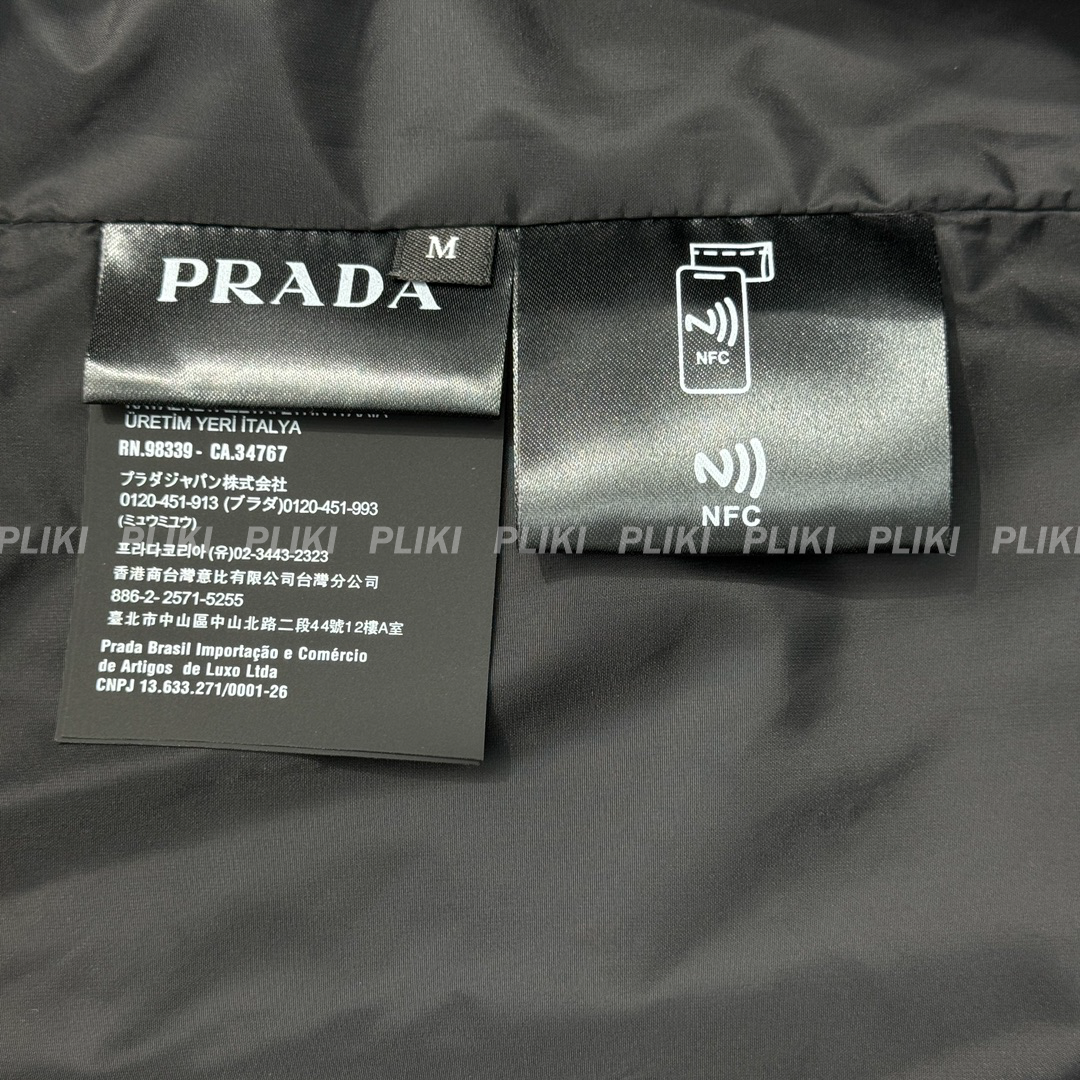 PRADA
M
ÜRETİM YERİ İTALYA
RN.98339 - CA.34767
プラダジャパン株式会社
0120-451-913 (プラダ)0120-451-993
(ミュウミュウ)
프라다코리아(유)02-3443-2323
香港商台灣意比有限公司台灣分公司
886-2- 2571-5255
臺北市中山區中山北路二段44號12樓A室
Prada Brasil Importação e Comércio
de Artigos de Luxo Ltda
CNPJ 13.633.271/0001-26
NFC
NFC
PLIKI PLIKI PLIKI PLIKI PLIKI PLIKI PLIKI PLIKI PLIKI